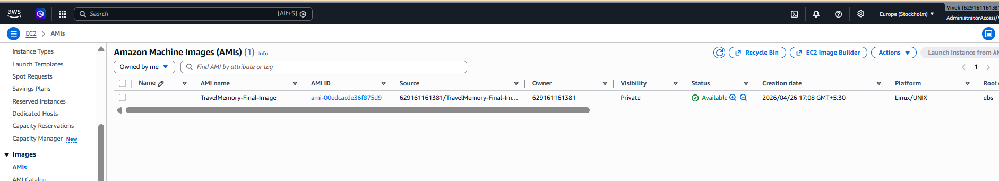 aws
Search [Alt+S]
Europe (Stockholm)
Vivek (629161161381
AdministratorAccess/
EC2 > AMIs
Instance Types
Launch Templates
Spot Requests
Savings Plans
Reserved Instances
Dedicated Hosts
Capacity Reservations
Capacity Manager New
Images
AMIs
AMI Catalog
Amazon Machine Images (AMIs) (1) Info
Recycle Bin
EC2 Image Builder
Actions
Launch instance from AM
Owned by me
Find AMI by attribute or tag
1
Name AMI name AMI ID Source Owner Visibility Status Creation date Platform Root
TravelMemory-Final-Image ami-00edcacde36f875d9 629161161381/TravelMemory-Final-Im... 629161161381 Private Available 2026/04/26 17:08 GMT+5:30 Linux/UNIX ebs